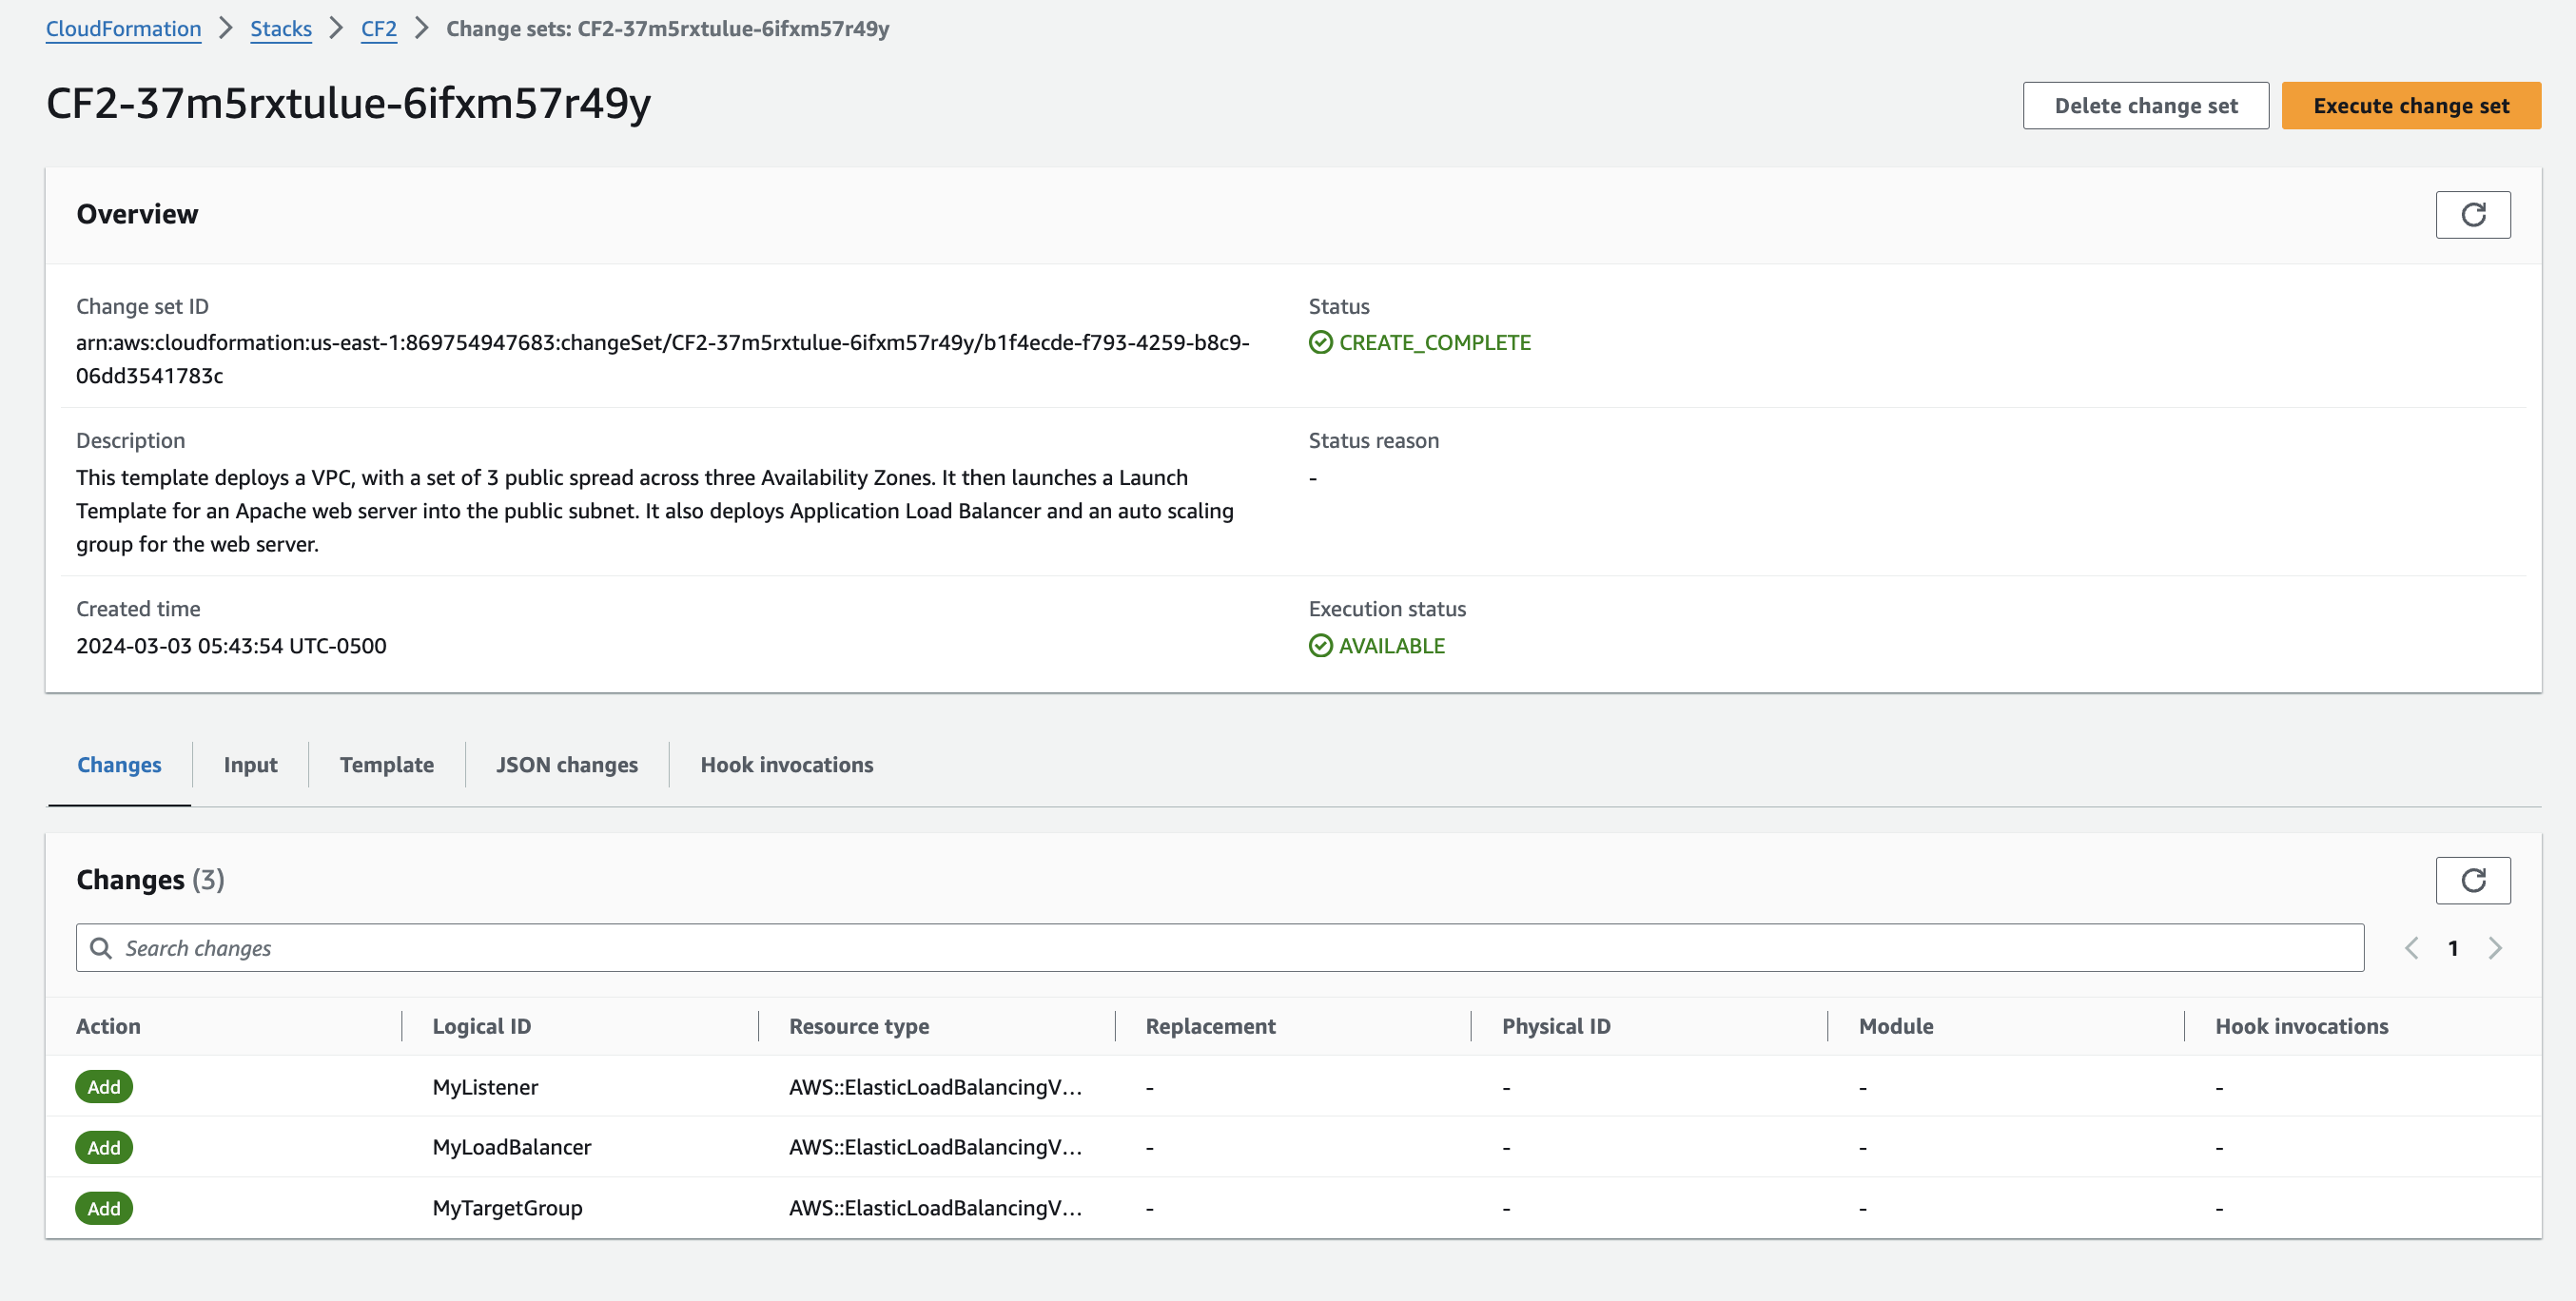 CloudFormation > Stacks > CF2 > Change sets: CF2-37m5rxtulue-6ifxm57r49y
CF2-37m5rxtulue-6ifxm57r49y
Delete change set
Execute change set
Overview
Change set ID
arn:aws:cloudformation:us-east-1:869754947683:changeSet/CF2-37m5rxtulue-6ifxm57r49y/b1f4ecde-f793-4259-b8c9-
06dd3541783c
Status
CREATE_COMPLETE
Description
This template deploys a VPC, with a set of 3 public spread across three Availability Zones. It then launches a Launch
Template for an Apache web server into the public subnet. It also deploys Application Load Balancer and an auto scaling
group for the web server.
Status reason
-
Created time
2024-03-03 05:43:54 UTC-0500
Execution status
AVAILABLE
Changes Input Template JSON changes Hook invocations
Changes (3)
Search changes
< 1 >
Action Logical ID Resource type Replacement Physical ID Module Hook invocations
Add MyListener AWS::ElasticLoadBalancingV... - - - -
Add MyLoadBalancer AWS::ElasticLoadBalancingV... - - - -
Add MyTargetGroup AWS::ElasticLoadBalancingV... - - - -